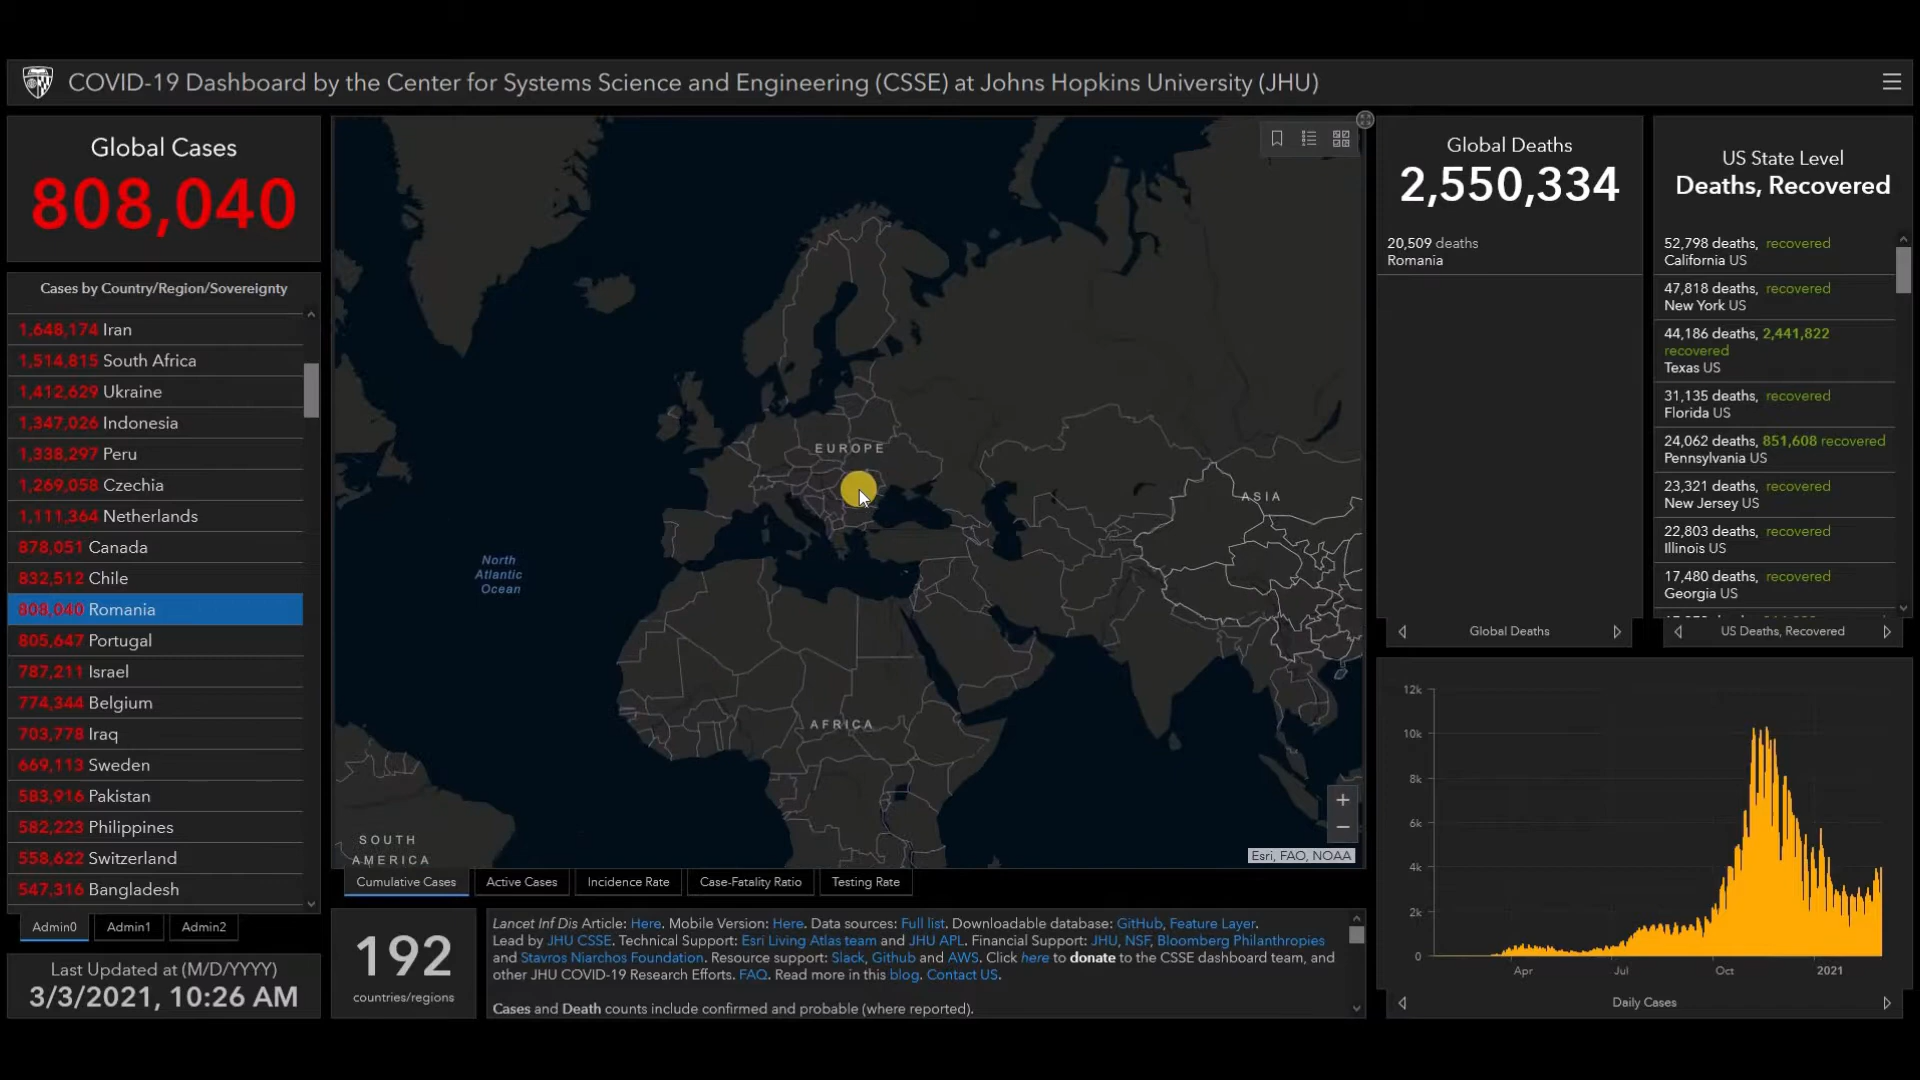 COVID-19 Dashboard by the Center for Systems Science and Engineering (CSSE) at Johns Hopkins University (JHU)
Global Cases
808,040
Cases by Country/Region/Sovereignty
1,648,174 Iran
1,514,815 South Africa
1,412,629 Ukraine
1,347,026 Indonesia
1,338,297 Peru
1,269,058 Czechia
1,111,364 Netherlands
878,051 Canada
832,512 Chile
808,040 Romania
805,647 Portugal
787,211 Israel
774,344 Belgium
703,778 Iraq
669,113 Sweden
583,916 Pakistan
582,223 Philippines
558,622 Switzerland
547,316 Bangladesh
Admin0 Admin1 Admin2
Last Updated at (M/D/YYYY)
3/3/2021, 10:26 AM
EUROPE
ASIA
North
Atlantic
Ocean
AFRICA
SOUTH
AMERICA
Esri, FAO, NOAA
Cumulative Cases Active Cases Incidence Rate Case-Fatality Ratio Testing Rate
192
countries/regions
Lancet Inf Dis Article: Here. Mobile Version: Here. Data sources: Full list. Downloadable database: GitHub, Feature Layer.
Lead by JHU CSSE. Technical Support: Esri Living Atlas team and JHU APL. Financial Support: JHU, NSF, Bloomberg Philanthropies
and Stavros Niarchos Foundation. Resource support: Slack, Github and AWS. Click here to donate to the CSSE dashboard team, and
other JHU COVID-19 Research Efforts. FAQ. Read more in this blog. Contact US.
Cases and Death counts include confirmed and probable (where reported).
Global Deaths
2,550,334
20,509 deaths
Romania
Global Deaths
US State Level
Deaths, Recovered
52,798 deaths, recovered
California US
47,818 deaths, recovered
New York US
44,186 deaths, 2,441,822
recovered
Texas US
31,135 deaths, recovered
Florida US
24,062 deaths, 851,608 recovered
Pennsylvania US
23,321 deaths, recovered
New Jersey US
22,803 deaths, recovered
Illinois US
17,480 deaths, recovered
Georgia US
US Deaths, Recovered
12k
10k
8k
6k
4k
2k
0
Apr Jul Oct 2021
Daily Cases